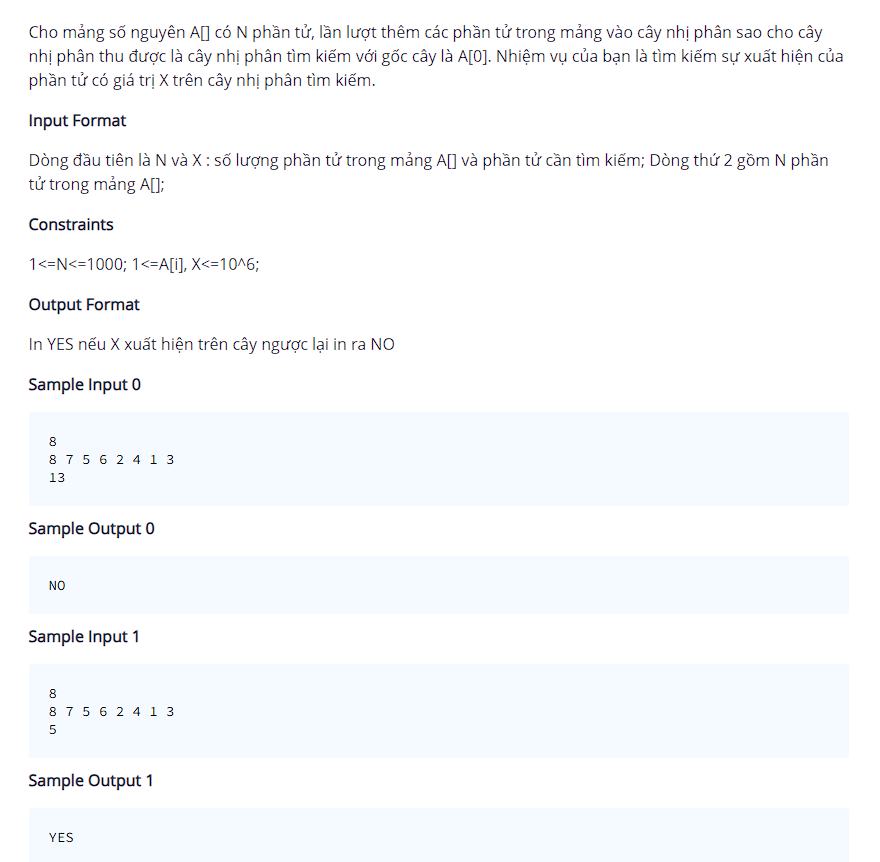 Cho mảng số nguyên A[] có N phần tử, lần lượt thêm các phần tử trong mảng vào cây nhị phân sao cho cây
nhị phân thu được là cây nhị phân tìm kiếm với gốc cây là A[0]. Nhiệm vụ của bạn là tìm kiếm sự xuất hiện của
phần tử có giá trị X trên cây nhị phân tìm kiếm.
Input Format
Dòng đầu tiên là N và X : số lượng phần tử trong mảng A[] và phần tử cần tìm kiếm; Dòng thứ 2 gồm N phần
tử trong mảng A[];
Constraints
1<=N<=1000; 1<=A[i], X<=10^6;
Output Format
In YES nếu X xuất hiện trên cây ngược lại in ra NO
Sample Input 0
8
8 7 5 6 2 4 1 3
13
Sample Output 0
NO
Sample Input 1
8
8 7 5 6 2 4 1 3
5
Sample Output 1
YES